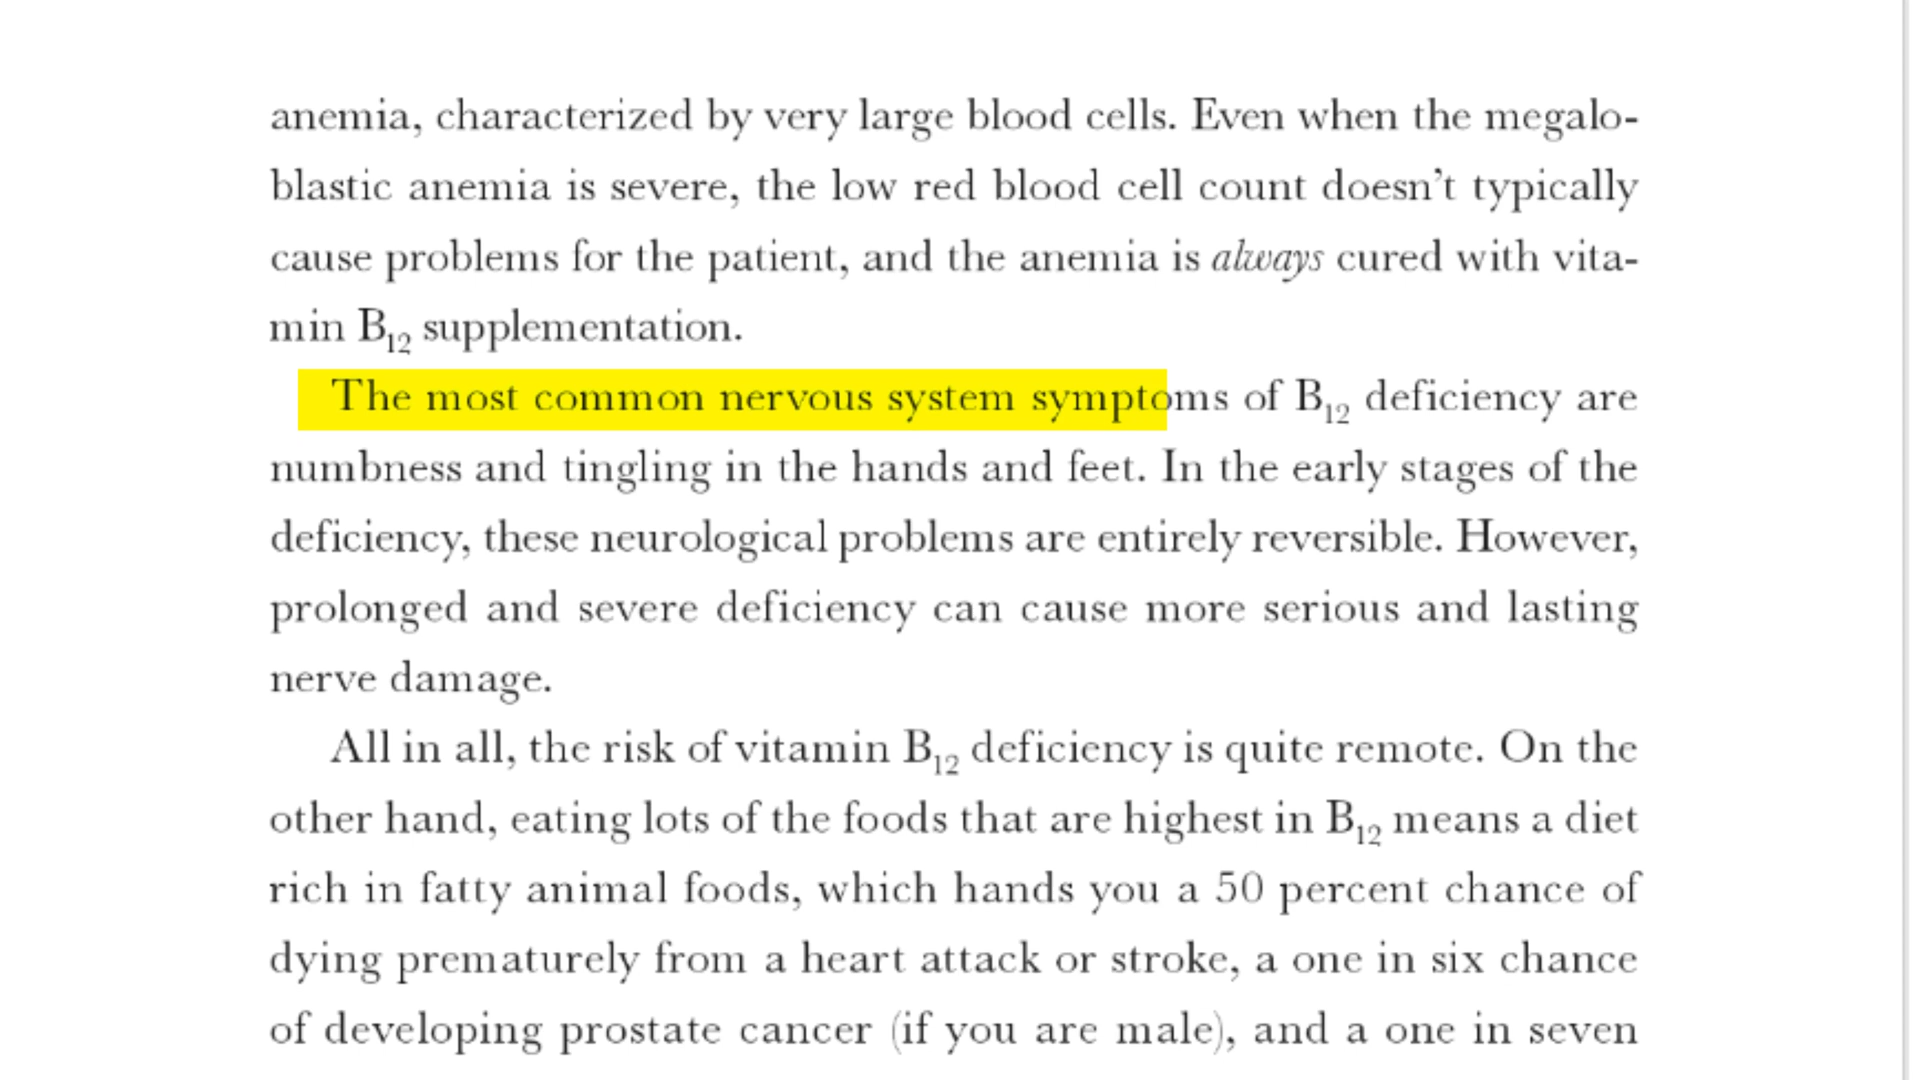 anemia, characterized by very large blood cells. Even when the megalo-
blastic anemia is severe, the low red blood cell count doesn’t typically
cause problems for the patient, and the anemia is always cured with vita-
min B12 supplementation.
The most common nervous system symptoms of B12 deficiency are
numbness and tingling in the hands and feet. In the early stages of the
deficiency, these neurological problems are entirely reversible. However,
prolonged and severe deficiency can cause more serious and lasting
nerve damage.
All in all, the risk of vitamin B12 deficiency is quite remote. On the
other hand, eating lots of the foods that are highest in B12 means a diet
rich in fatty animal foods, which hands you a 50 percent chance of
dying prematurely from a heart attack or stroke, a one in six chance
of developing prostate cancer (if you are male), and a one in seven